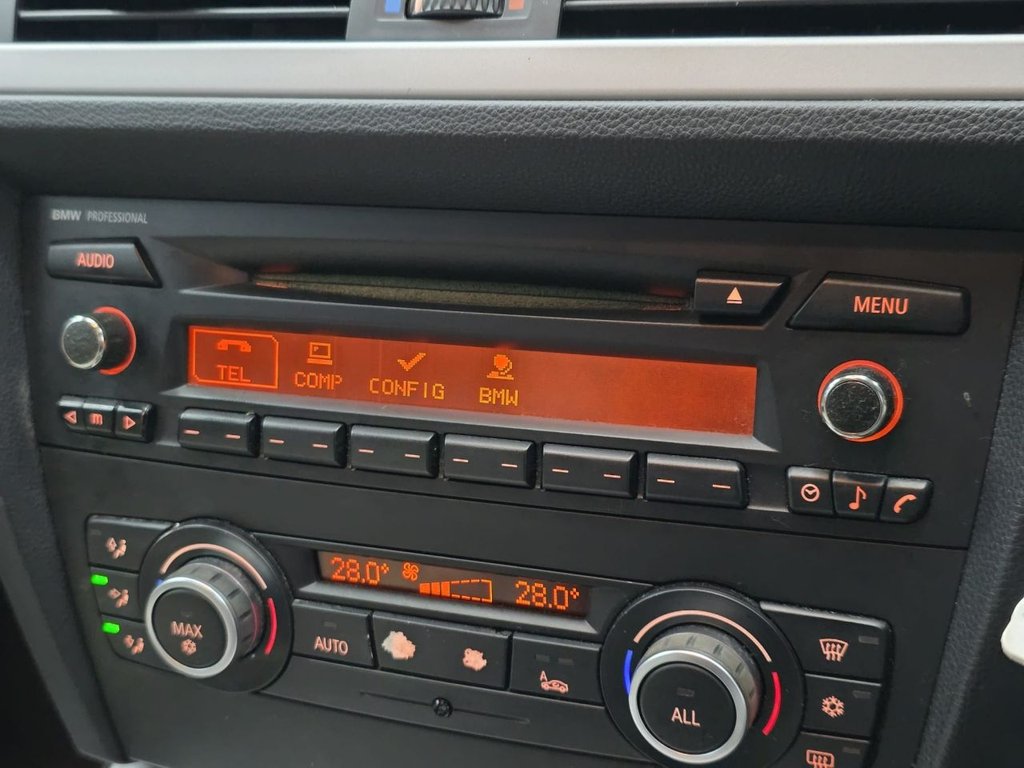 BMW PROFESSIONAL
AUDIO
MENU
TEL COMP CONFIG BMW
m
28.0° 28.0°
MAX
AUTO
A
ALL